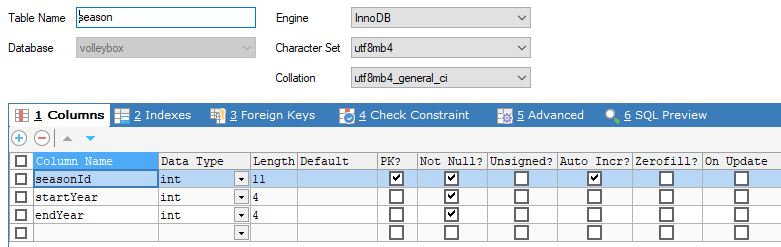 Table Name season Engine InnoDB
Database volleybox Character Set utf8mb4
Collation utf8mb4_general_ci
1 Columns 2 Indexes 3 Foreign Keys 4 Check Constraint 5 Advanced 6 SQL Preview
Column Name Data Type Length Default PK? Not Null? Unsigned? Auto Incr? Zerofill? On Update
seasonId int 11
startYear int 4
endYear int 4